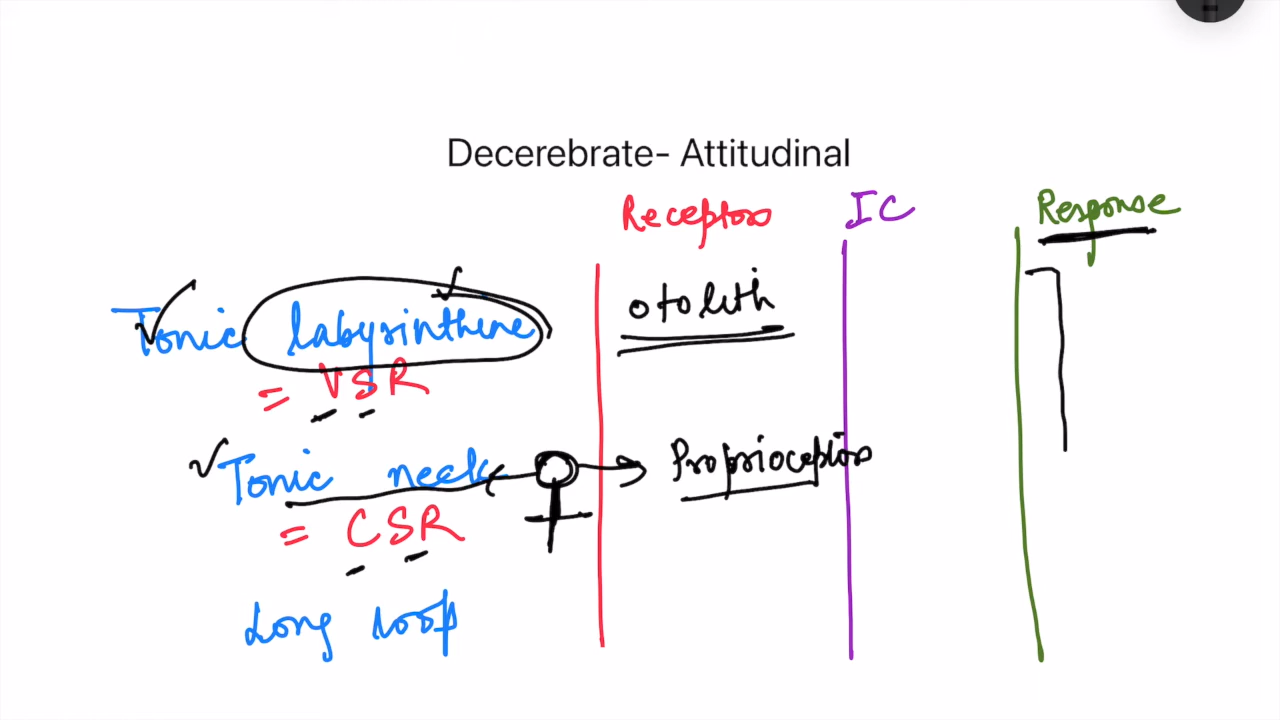 Decerebrate- Attitudinal
Receptors IC Response
Tonic labyrinthine otolith
= VSR
Tonic neck Proprioceptors
= CSR
Long loop